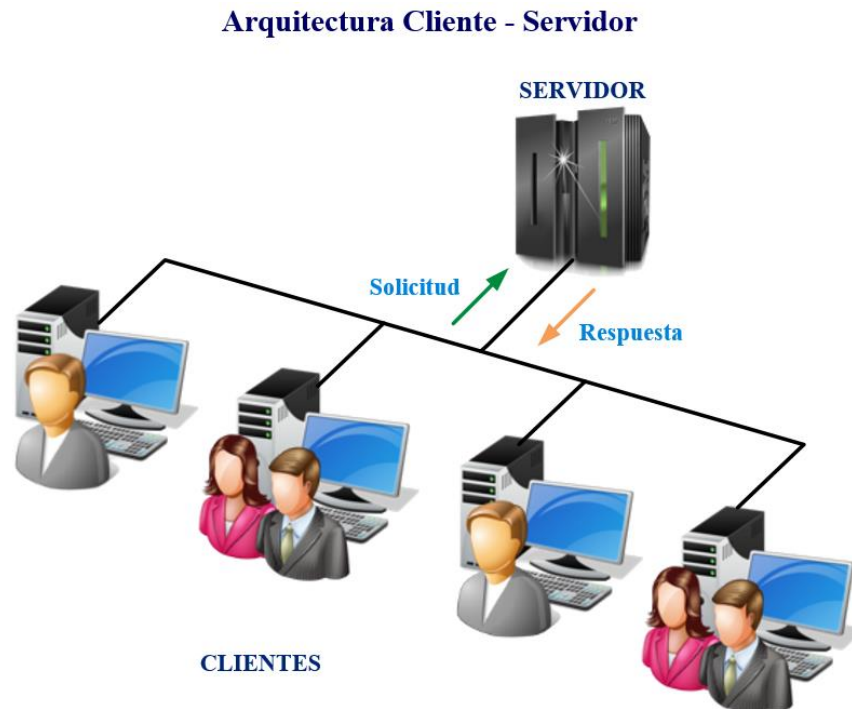 Arquitectura Cliente - Servidor
SERVIDOR
Solicitud
Respuesta
CLIENTES